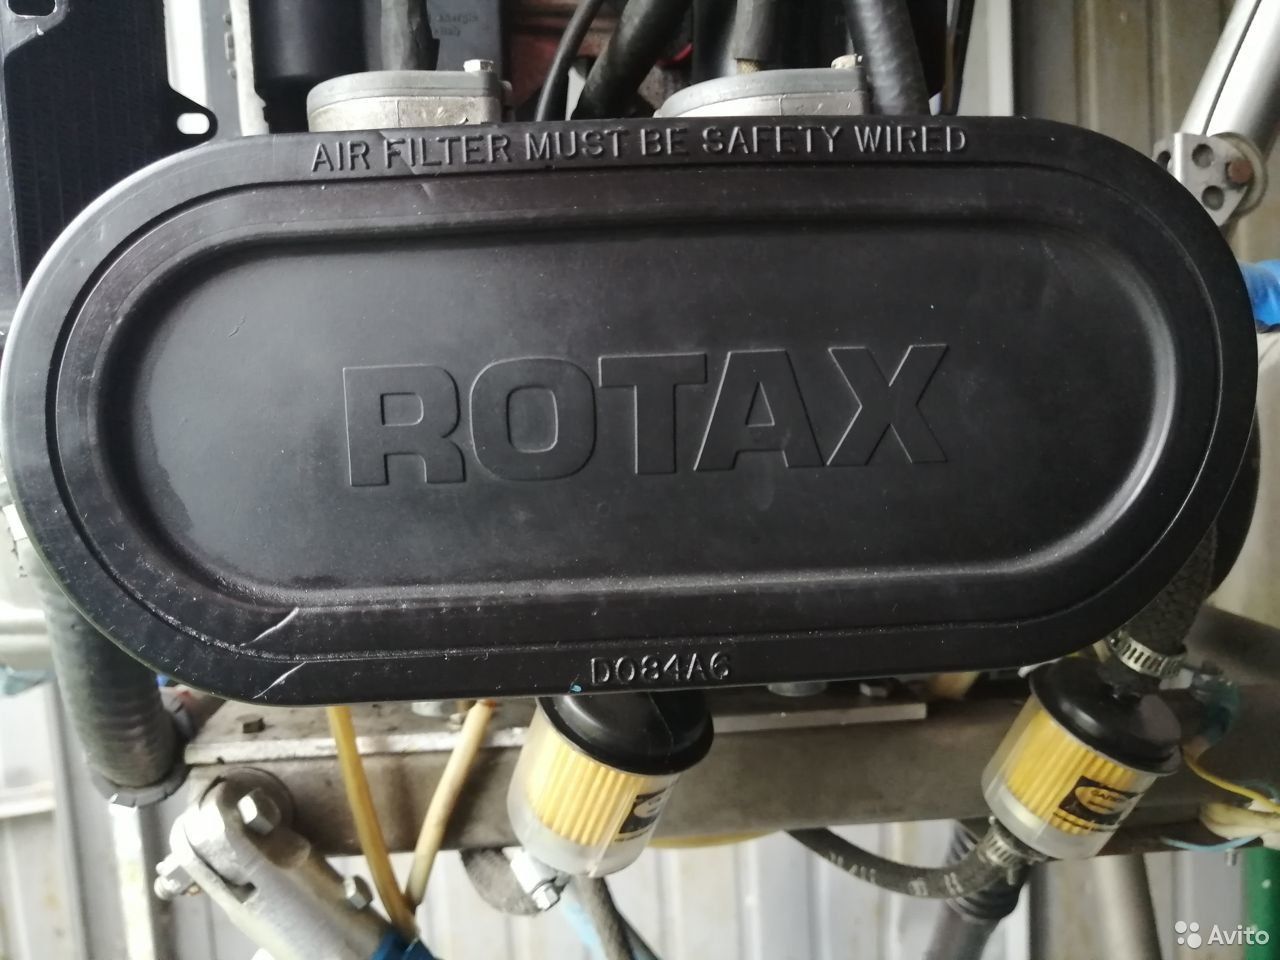 AIR FILTER MUST BE SAFETY WIRED
ROTAX
D084A6
Avito